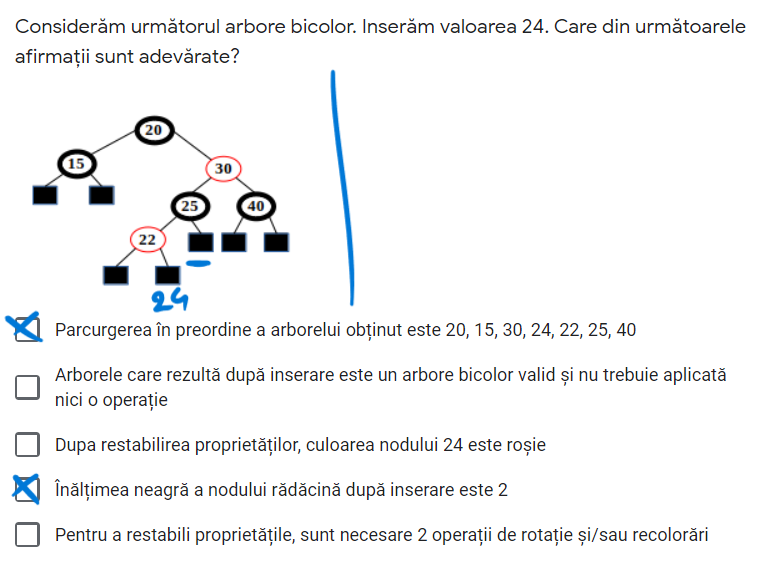 Considerăm următorul arbore bicolor. Inserăm valoarea 24. Care din următoarele
afirmații sunt adevărate?
20
15
30
25
40
22
24
Parcurgerea în preordine a arborelui obținut este 20, 15, 30, 24, 22, 25, 40
Arborele care rezultă după inserare este un arbore bicolor valid și nu trebuie aplicată
nici o operație
Dupa restabilirea proprietăților, culoarea nodului 24 este roșie
Înălțimea neagră a nodului rădăcină după inserare este 2
Pentru a restabili proprietățile, sunt necesare 2 operații de rotație și/sau recolorări